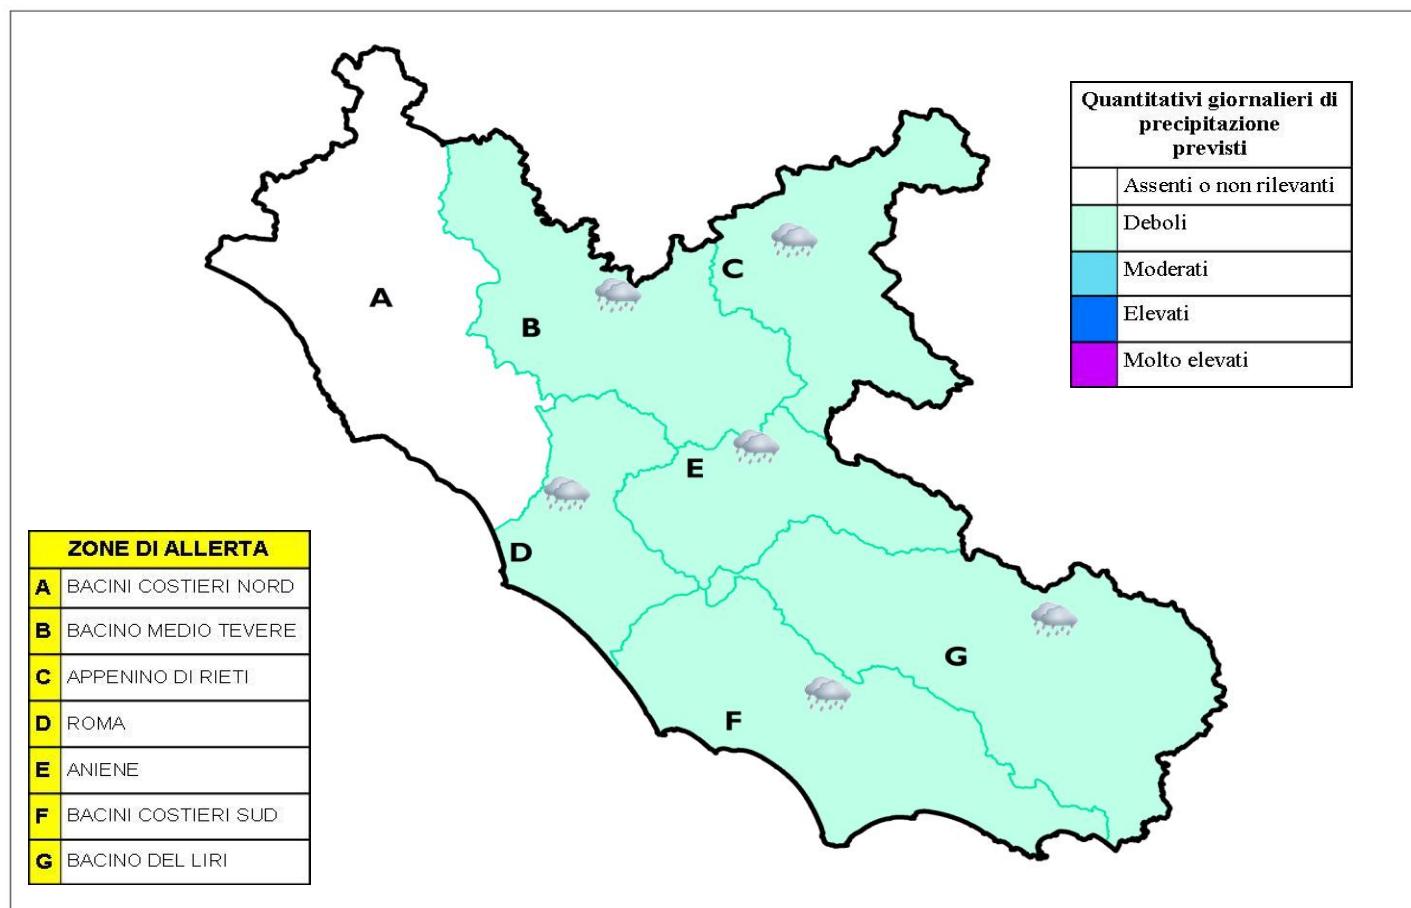 Quantitativi giornalieri di
precipitazione
previsti
Assenti o non rilevanti
Deboli
Moderati
Elevati
Molto elevati
A
B
C
D
E
F
G
ZONE DI ALLERTA
A BACINI COSTIERI NORD
B BACINO MEDIO TEVERE
C APPENINO DI RIETI
D ROMA
E ANIENE
F BACINI COSTIERI SUD
G BACINO DEL LIRI